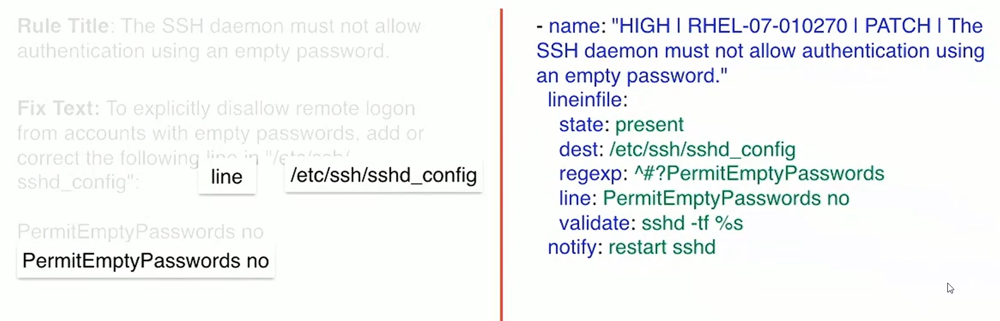 Rule Title: The SSH daemon must not allow
authentication using an empty password.
Fix Text: To explicitly disallow remote logon
from accounts with empty passwords, add or
correct the following line in "/etc/ssh/
sshd_config":
line
/etc/ssh/sshd_config
PermitEmptyPasswords no
PermitEmptyPasswords no
- name: "HIGH | RHEL-07-010270 | PATCH | The
SSH daemon must not allow authentication using
an empty password."
lineinfile:
state: present
dest: /etc/ssh/sshd_config
regexp: ^#?PermitEmptyPasswords
line: PermitEmptyPasswords no
validate: sshd -tf %s
notify: restart sshd